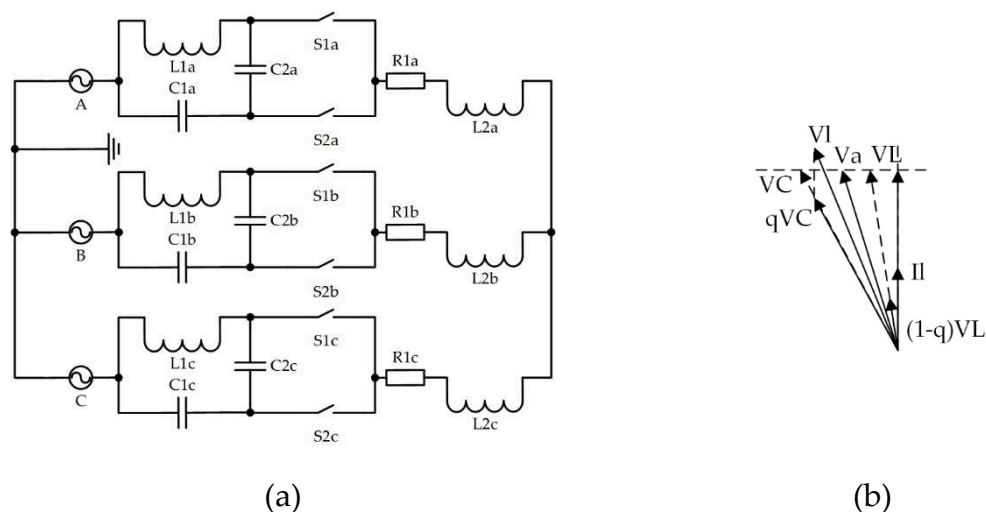 S1a
L1a
R1a
C1a
C2a
A
L2a
S2a
S1b
L1b
R1b
C1b
C2b
B
L2b
S2b
S1c
L1c
R1c
C1c
C2c
C
L2c
S2c
(a)
Vl
Va
VL
VC
qVC
Il
(1-q)VL
(b)